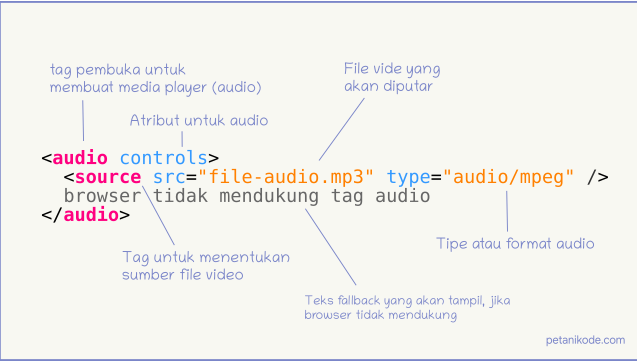 tag pembuka untuk
membuat media player (audio)
File vide yang
akan diputar
Atribut untuk audio
<audio controls>
<source src="file-audio.mp3" type="audio/mpeg" />
browser tidak mendukung tag audio
</audio>
Tag untuk menentukan
sumber file video
Tipe atau format audio
Teks fallback yang akan tampil, jika
browser tidak mendukung
petanikode.com